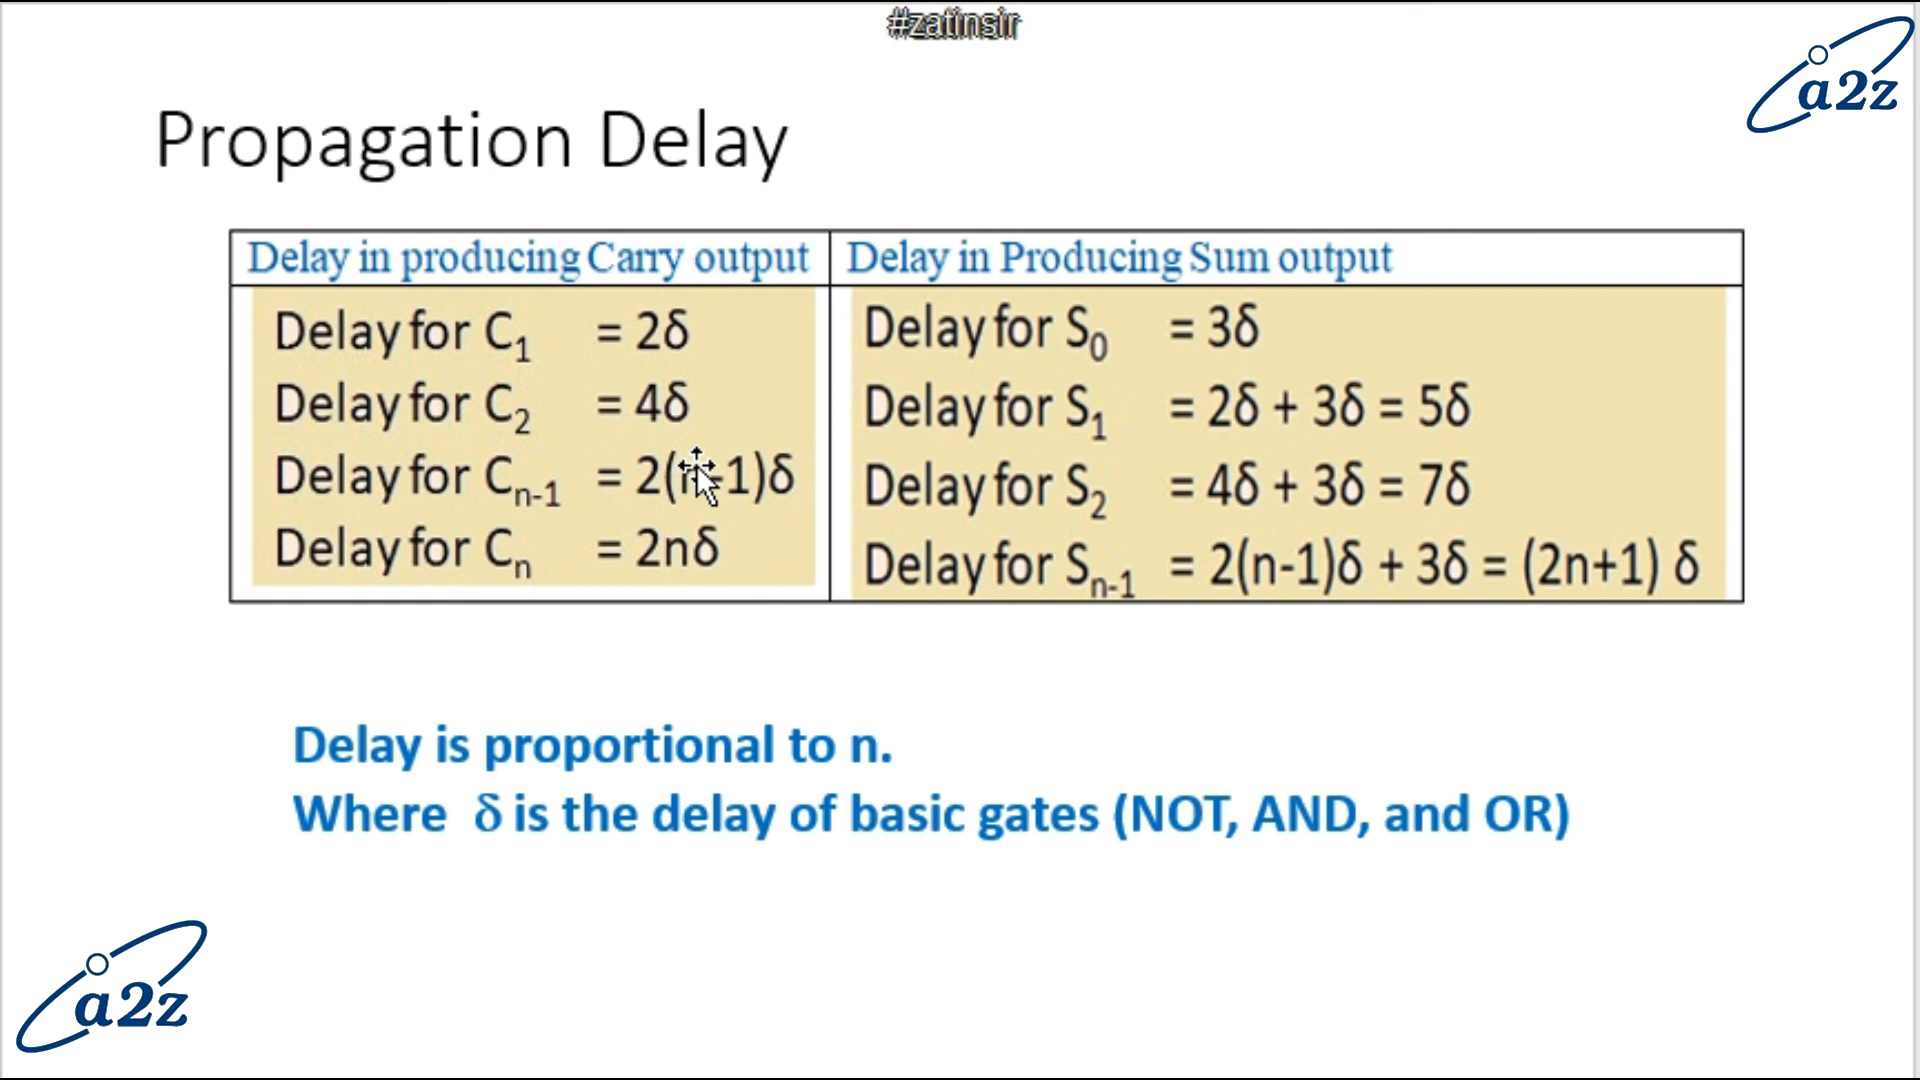 #zatinsir
a2z
Propagation Delay
Delay in producing Carry output
Delay for C₁ = 2δ
Delay for C₂ = 4δ
Delay for Cₙ₋₁ = 2(n-1)δ
Delay for Cₙ = 2nδ
Delay in Producing Sum output
Delay for S₀ = 3δ
Delay for S₁ = 2δ + 3δ = 5δ
Delay for S₂ = 4δ + 3δ = 7δ
Delay for Sₙ₋₁ = 2(n-1)δ + 3δ = (2n+1) δ
Delay is proportional to n.
Where δ is the delay of basic gates (NOT, AND, and OR)
a2z